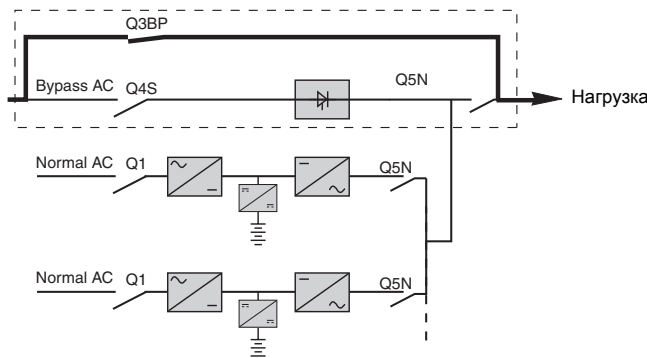 Q3BP
Bypass AC Q4S Q5N
Нагрузка
Normal AC Q1 Q5N
Normal AC Q1 Q5N